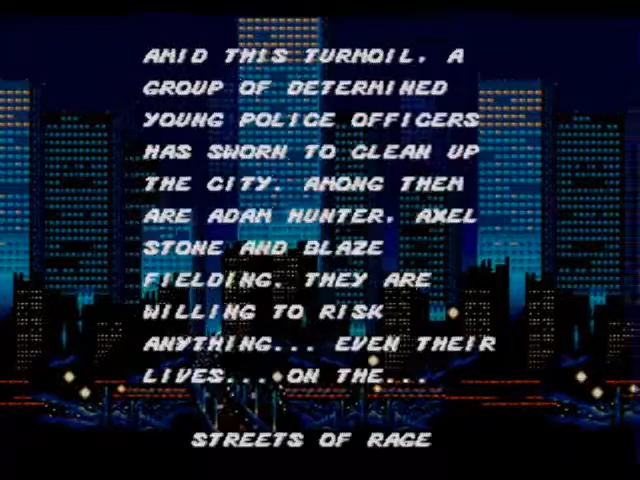 AMID THIS TURMOIL, A
GROUP OF DETERMINED
YOUNG POLICE OFFICERS
HAS SWORN TO CLEAN UP
THE CITY. AMONG THEM
ARE ADAM HUNTER, AXEL
STONE AND BLAZE
FIELDING. THEY ARE
WILLING TO RISK
ANYTHING... EVEN THEIR
LIVES... ON THE...
STREETS OF RAGE